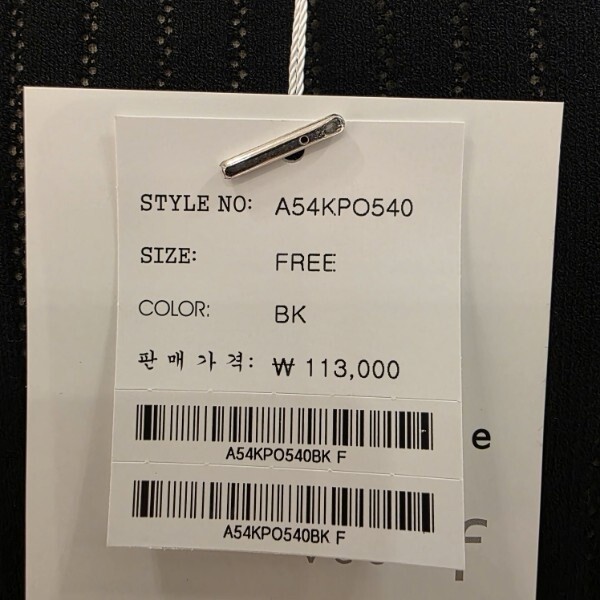 STYLE NO: A54KPO540
SIZE: FREE
COLOR: BK
판매가격: ₩ 113,000
A54KPO540BK F
e
A54KPO540BK F